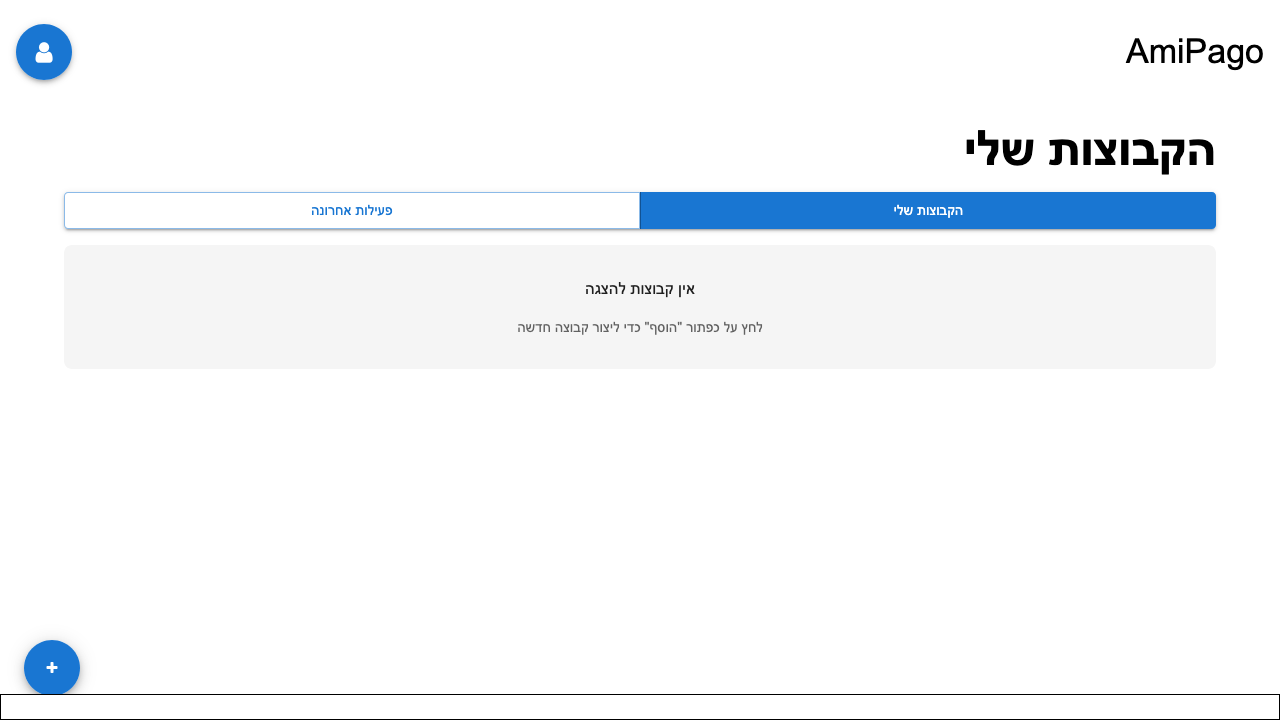 AmiPago
הקבוצות שלי
הקבוצות שלי
פעילות אחרונה
אין קבוצות להצגה
לחץ על כפתור "הוסף" כדי ליצור קבוצה חדשה
+